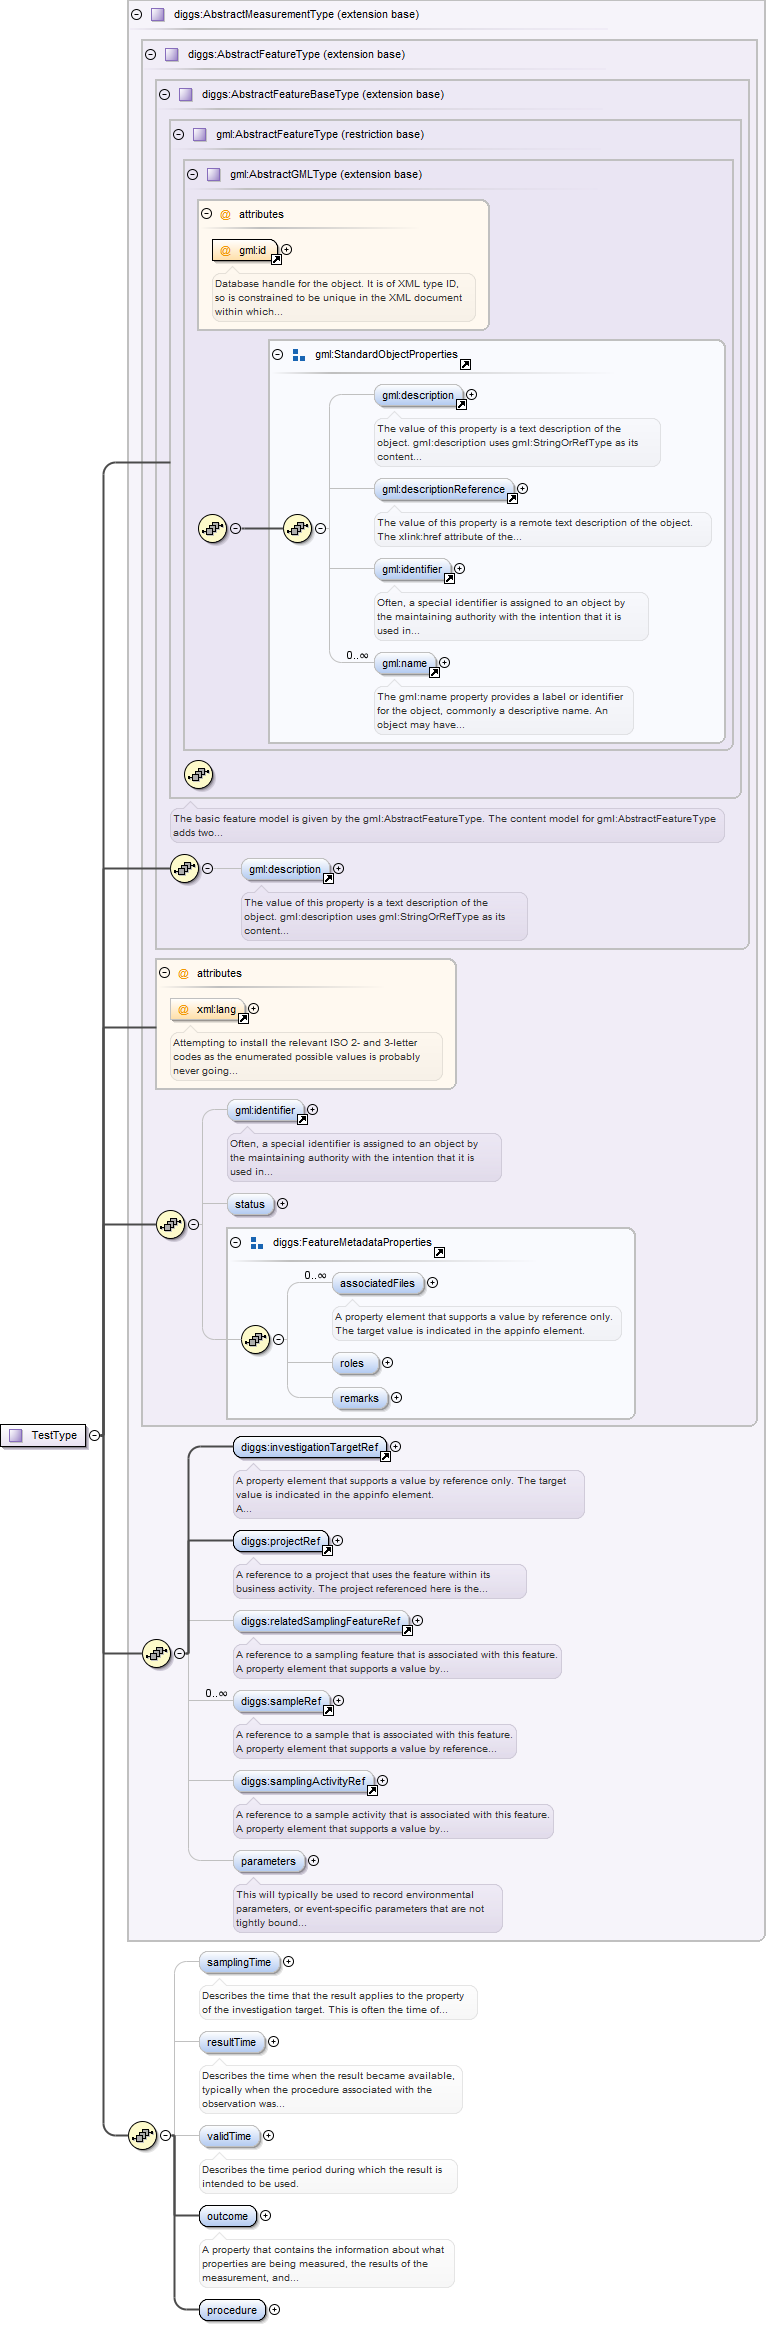 diggs:AbstractMeasurementType (extension base)
diggs:AbstractFeatureType (extension base)
diggs:AbstractFeatureBaseType (extension base)
gml:AbstractFeatureType (restriction base)
gml:AbstractGMLType (extension base)
@ attributes
@ gml:id
Database handle for the object. It is of XML type ID,
so is constrained to be unique in the XML document
within which...
gml:StandardObjectProperties
gml:description
The value of this property is a text description of the
object. gml:description uses gml:StringOrRefType as its
content...
gml:descriptionReference
The value of this property is a remote text description of the object.
The xlink:href attribute of the...
gml:identifier
Often, a special identifier is assigned to an object by
the maintaining authority with the intention that it is
used in...
0..∞
gml:name
The gml:name property provides a label or identifier
for the object, commonly a descriptive name. An
object may have...
The basic feature model is given by the gml:AbstractFeatureType. The content model for gml:AbstractFeatureType
adds two...
gml:description
The value of this property is a text description of the
object. gml:description uses gml:StringOrRefType as its
content...
@ attributes
@ xml:lang
Attempting to install the relevant ISO 2- and 3-letter
codes as the enumerated possible values is probably
never going...
gml:identifier
Often, a special identifier is assigned to an object by
the maintaining authority with the intention that it is
used in...
status
diggs:FeatureMetadataProperties
0..∞
associatedFiles
A property element that supports a value by reference only.
The target value is indicated in the appinfo element.
roles
remarks
TestType
diggs:investigationTargetRef
A property element that supports a value by reference only. The target
value is indicated in the appinfo element.
A...
diggs:projectRef
A reference to a project that uses the feature within its
business activity. The project referenced here is the...
diggs:relatedSamplingFeatureRef
A reference to a sampling feature that is associated with this feature.
A property element that supports a value by...
0..∞
diggs:sampleRef
A reference to a sample that is associated with this feature.
A property element that supports a value by reference...
diggs:samplingActivityRef
A reference to a sample activity that is associated with this feature.
A property element that supports a value by...
parameters
This will typically be used to record environmental
parameters, or event-specific parameters that are not
tightly bound...
samplingTime
Describes the time that the result applies to the property
of the investigation target. This is often the time of...
resultTime
Describes the time when the result became available,
typically when the procedure associated with the
observation was...
validTime
Describes the time period during which the result is
intended to be used.
outcome
A property that contains the information about what
properties are being measured, the results of the
measurement, and...
procedure